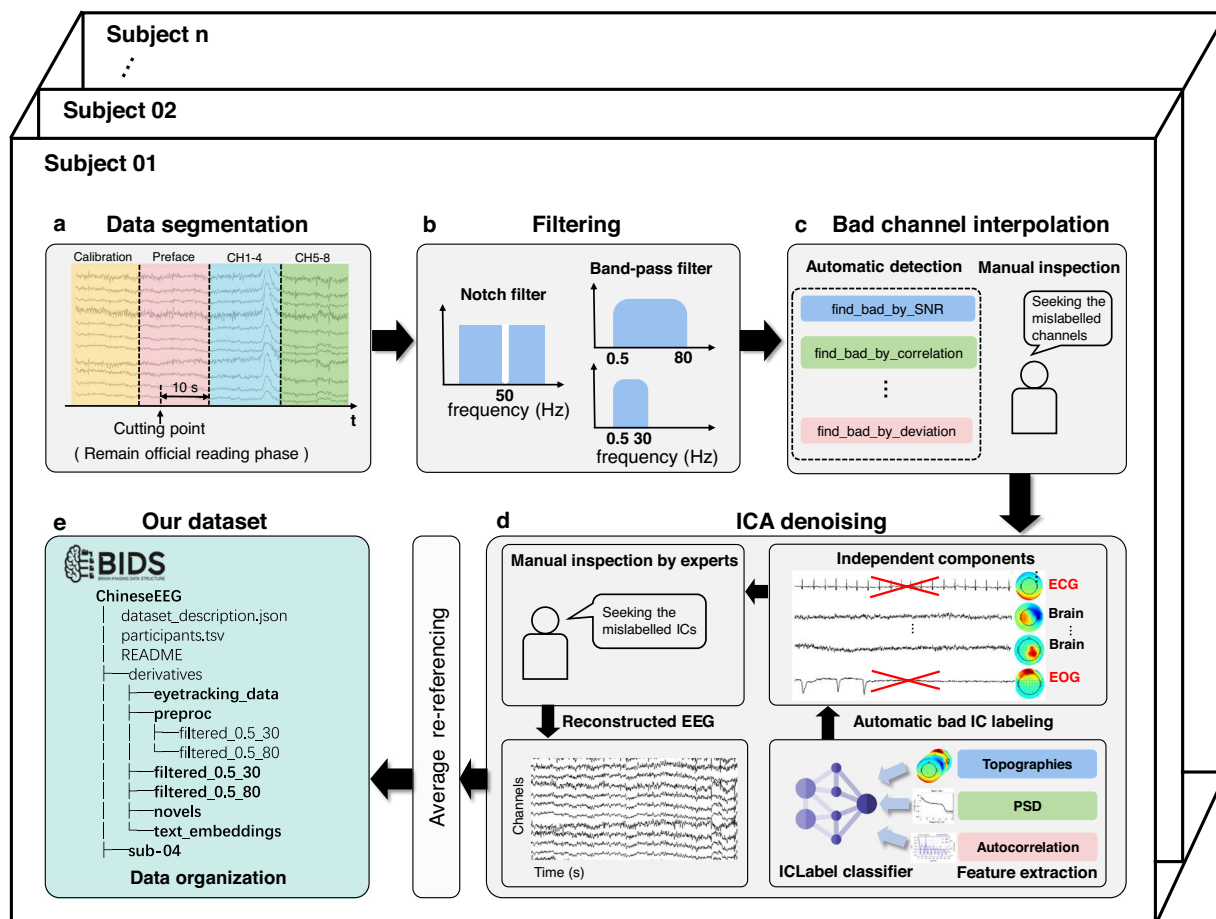 Subject n
⋮
Subject 02
Subject 01
a Data segmentation
Calibration Preface CH1-4 CH5-8
10 s
t
Cutting point
( Remain official reading phase )
b Filtering
Notch filter
50
frequency (Hz)
Band-pass filter
0.5 80
0.5 30
frequency (Hz)
c Bad channel interpolation
Automatic detection
find_bad_by_SNR
find_bad_by_correlation
⋮
find_bad_by_deviation
Manual inspection
Seeking the
mislabelled
channels
d ICA denoising
Independent components
ECG
Brain
Brain
EOG
Automatic bad IC labeling
Topographies
PSD
Autocorrelation
Feature extraction
ICLabel classifier
Manual inspection by experts
Seeking the
mislabelled ICs
Reconstructed EEG
Channels
Time (s)
Average re-referencing
e Our dataset
BIDS
BRAIN IMAGING DATA STRUCTURE
ChineseEEG
dataset_description.json
participants.tsv
README
derivatives
eyetracking_data
preproc
filtered_0.5_30
filtered_0.5_80
filtered_0.5_30
filtered_0.5_80
novels
text_embeddings
sub-04
Data organization